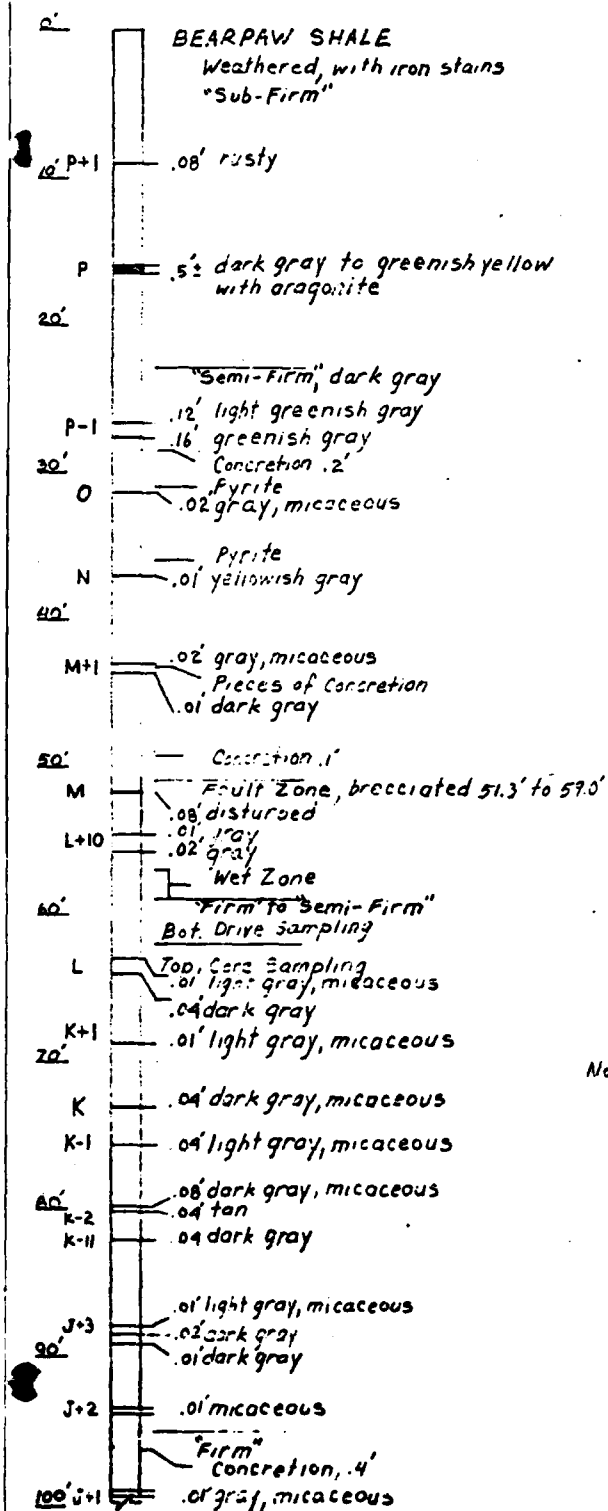 0'
BEARPAW SHALE
Weathered, with iron stains
"Sub-Firm"
10' P+1 .08' rusty
P .5'± dark gray to greenish yellow
with aragonite
20'
"Semi-Firm", dark gray
P-1 .12' light greenish gray
.16' greenish gray
30' Concretion .2'
Pyrite
O .02' gray, micaceous
Pyrite
N .01' yellowish gray
40'
M+1 .02' gray, micaceous
Pieces of Concretion
.01' dark gray
50' Concretion .1'
M Fault Zone, brecciated 51.3' to 59.0'
.08' disturbed
L+10 .01' gray
.02' gray
Wet Zone
60' "Firm" to "Semi-Firm"
Bot. Drive Sampling
L Top, Core Sampling
.01' light gray, micaceous
.04' dark gray
K+1 .01' light gray, micaceous
70'
No
K .04' dark gray, micaceous
K-1 .04' light gray, micaceous
80' .08' dark gray, micaceous
K-2 .04' tan
K-11 .04 dark gray
J+3 .01' light gray, micaceous
.02' dark gray
90' .01' dark gray
J+2 .01' micaceous
"Firm"
Concretion, .4'
100' J+1 .01' gray, micaceous